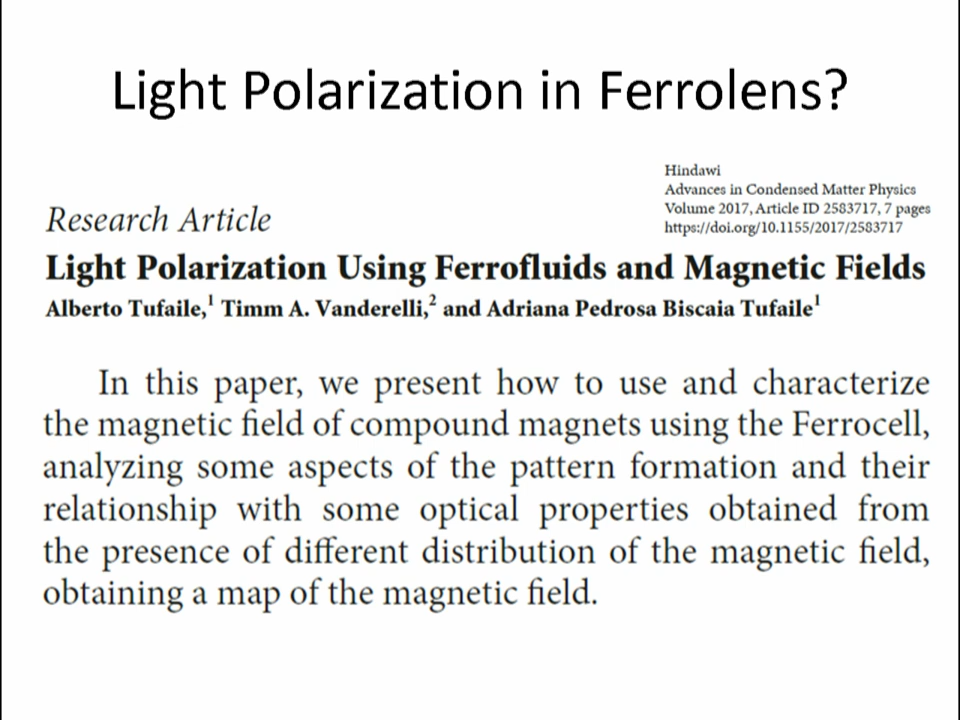 Light Polarization in Ferrolens?
Hindawi
Advances in Condensed Matter Physics
Volume 2017, Article ID 2583717, 7 pages
https://doi.org/10.1155/2017/2583717
Research Article
Light Polarization Using Ferrofluids and Magnetic Fields
Alberto Tufaile,1 Timm A. Vanderelli,2 and Adriana Pedrosa Biscaia Tufaile1
In this paper, we present how to use and characterize
the magnetic field of compound magnets using the Ferrocell,
analyzing some aspects of the pattern formation and their
relationship with some optical properties obtained from
the presence of different distribution of the magnetic field,
obtaining a map of the magnetic field.